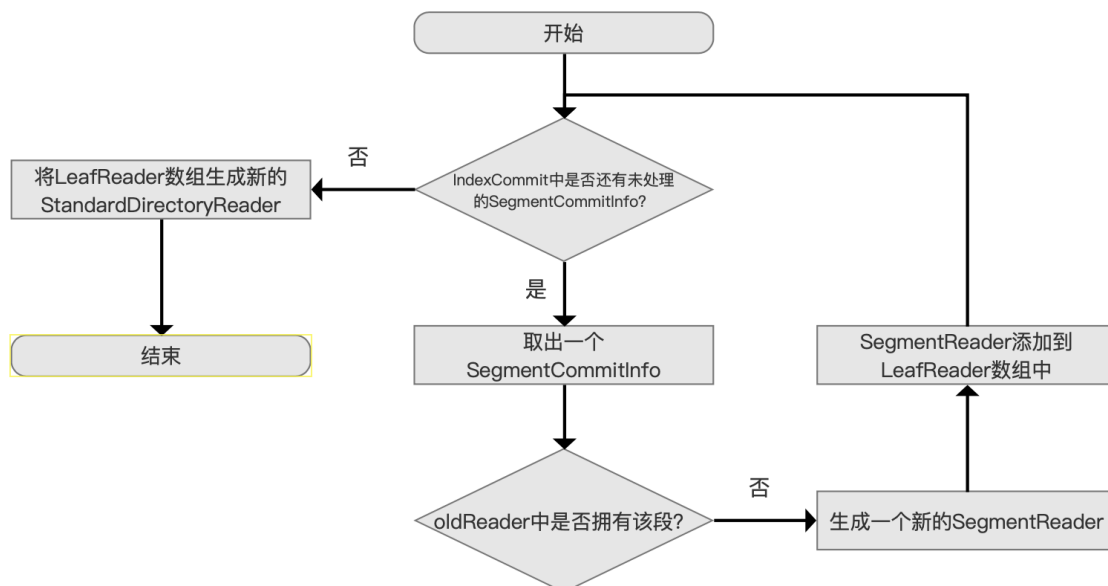 开始
IndexCommit中是否还有未处理
的SegmentCommitInfo?
否
将LeafReader数组生成新的
StandardDirectoryReader
结束
是
取出一个
SegmentCommitInfo
oldReader中是否拥有该段?
否
生成一个新的SegmentReader
SegmentReader添加到
LeafReader数组中